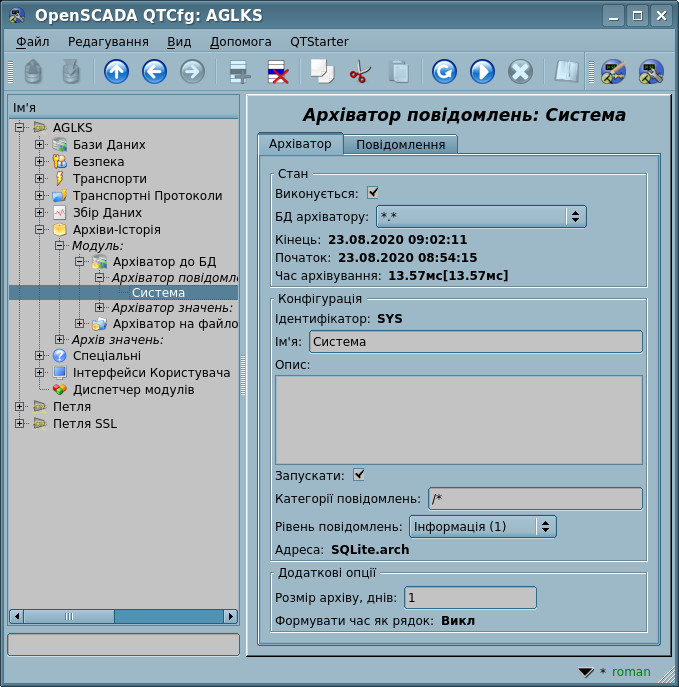 OpenSCADA QTCfg: AGLKS
Файл Редагування Вид Допомога QTStarter
Ім'я
AGLKS
Бази Даних
Безпека
Транспорти
Транспортні Протоколи
Збір Даних
Архіви-Історія
Модуль:
Архіватор до БД
Архіватор повідомле
Система
Архіватор значень:
Архіватор на файло
Архів значень:
Спеціальні
Інтерфейси Користувача
Диспетчер модулів
Петля
Петля SSL
Архіватор повідомлень: Система
Архіватор Повідомлення
Стан
Виконується:
БД архіватору: *.*
Кінець: 23.08.2020 09:02:11
Початок: 23.08.2020 08:54:15
Час архівування: 13.57мс[13.57мс]
Конфігурація
Ідентифікатор: SYS
Ім'я: Система
Опис:
Запускати:
Категорії повідомлень: /*
Рівень повідомлень: Інформація (1)
Адреса: SQLite.arch
Додаткові опції
Розмір архіву, днів: 1
Формувати час як рядок: Викл
* roman